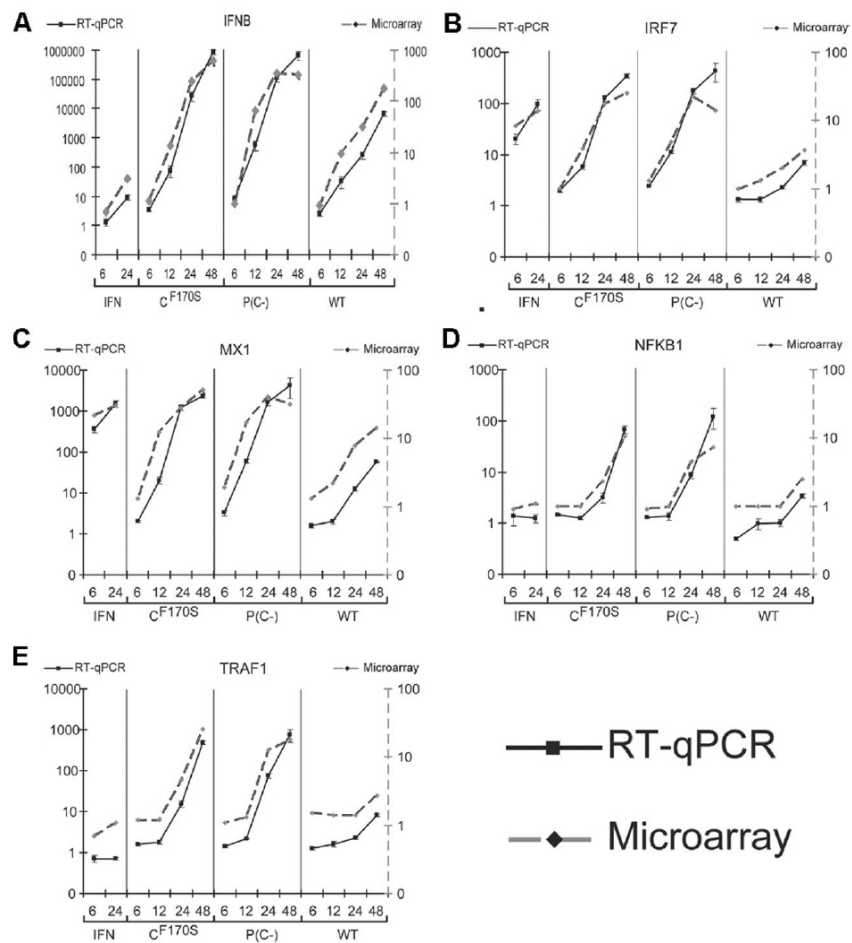 A
RT-qPCR IFNB Microarray
1000000 1000
100000 100
10000
1000 10
100
10 1
1
0 0
6 24 6 12 24 48 6 12 24 48 6 12 24 48
IFN C F170S P(C-) WT
B
RT-qPCR IRF7 Microarray
1000 100
100 10
10
1 1
0 0
6 24 6 12 24 48 6 12 24 48 6 12 24 48
IFN C F170S P(C-) WT
C
RT-qPCR MX1 Microarray
10000 100
1000
100 10
10 1
1
0 0
6 24 6 12 24 48 6 12 24 48 6 12 24 48
IFN C F170S P(C-) WT
D
RT-qPCR NFKB1 Microarray
1000 100
100 10
10
1 1
0 0
6 24 6 12 24 48 6 12 24 48 6 12 24 48
IFN C F170S P(C-) WT
E
RT-qPCR TRAF1 Microarray
10000 100
1000
100 10
10 1
1
0 0
6 24 6 12 24 48 6 12 24 48 6 12 24 48
IFN C F170S P(C-) WT
RT-qPCR
Microarray